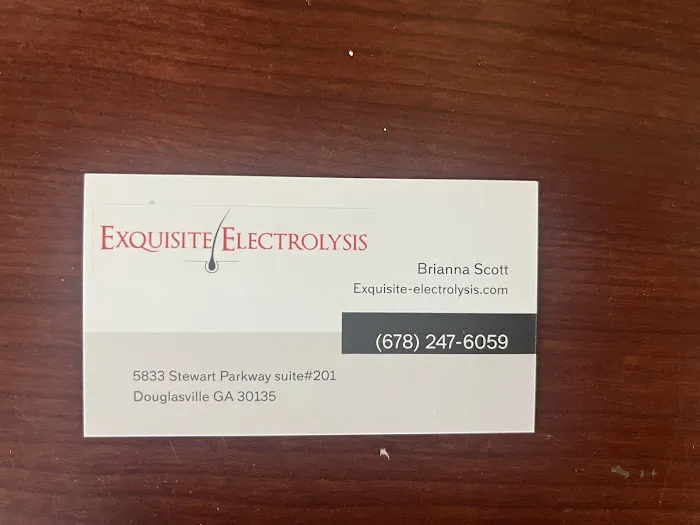 Exquisite Electrolysis
Brianna Scott
Exquisite-electrolysis.com
(678) 247-6059
5833 Stewart Parkway suite#201
Douglasville GA 30135